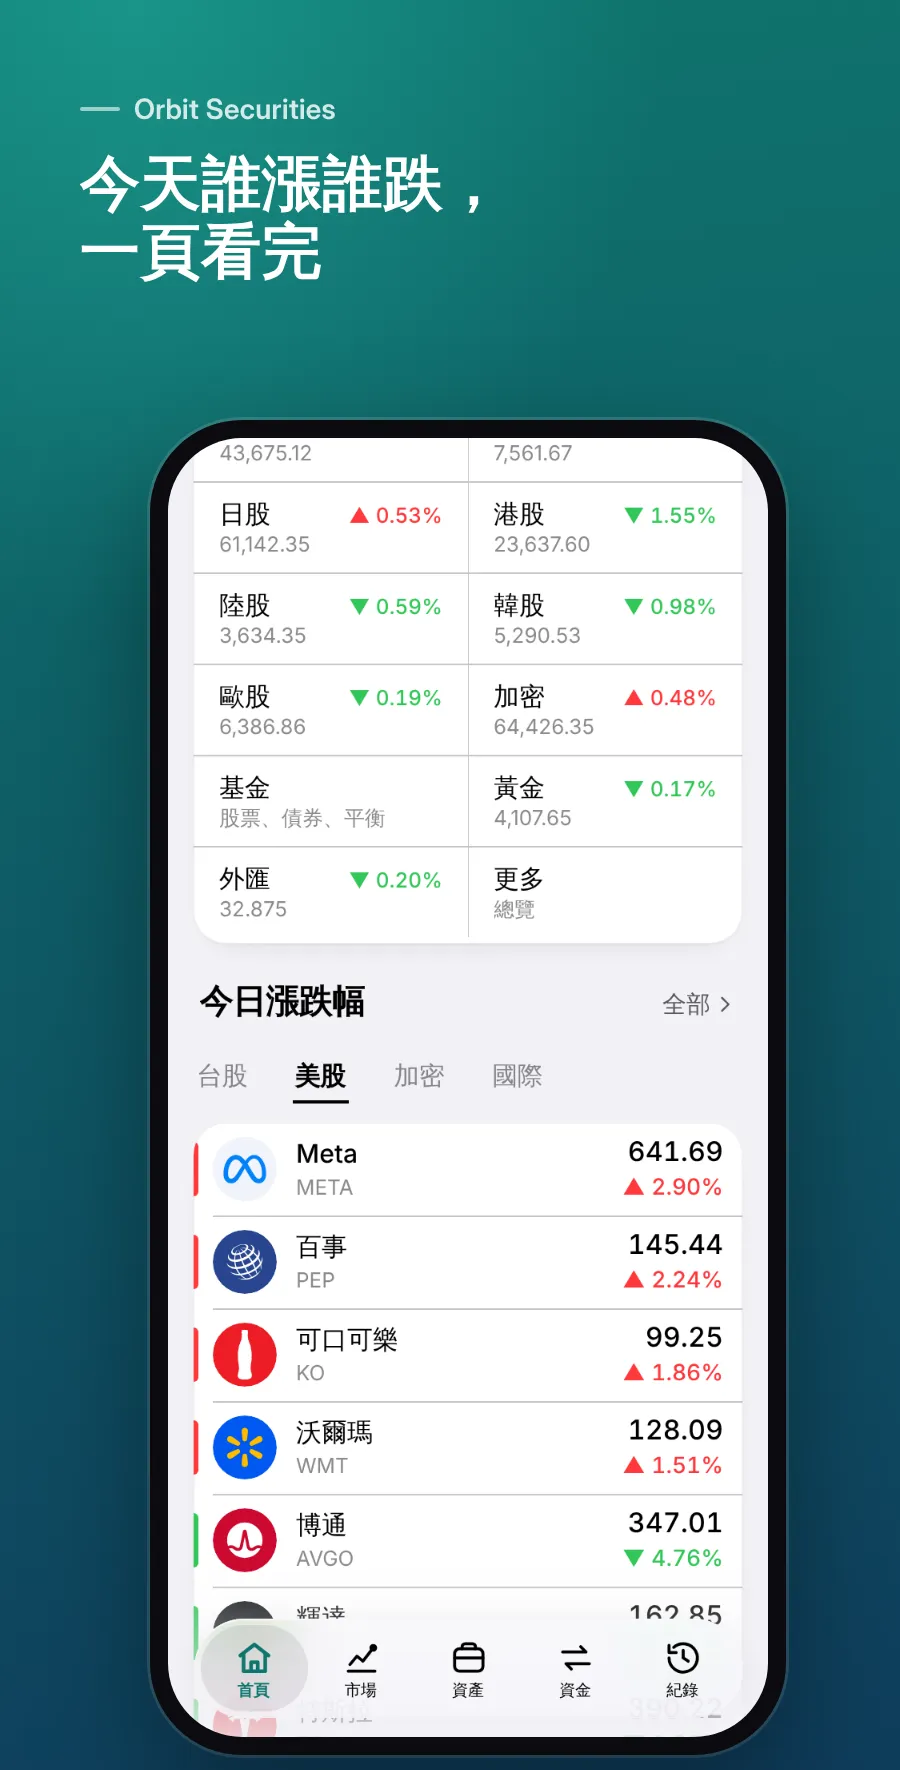 Orbit Securities
今天誰漲誰跌，
一頁看完
43,675.12
7,561.67
日股
▲ 0.53%
61,142.35
港股
▼ 1.55%
23,637.60
陸股
▼ 0.59%
3,634.35
韓股
▼ 0.98%
5,290.53
歐股
▼ 0.19%
6,386.86
加密
▲ 0.48%
64,426.35
基金
股票、債券、平衡
黃金
▼ 0.17%
4,107.65
外匯
▼ 0.20%
32.875
更多
總覽
今日漲跌幅
全部 >
台股 美股 加密 國際
Meta
641.69
META
▲ 2.90%
百事
145.44
PEP
▲ 2.24%
可口可樂
99.25
KO
▲ 1.86%
沃爾瑪
128.09
WMT
▲ 1.51%
博通
347.01
AVGO
▼ 4.76%
輝達
162.85
390.22
首頁 市場 資產 資金 紀錄